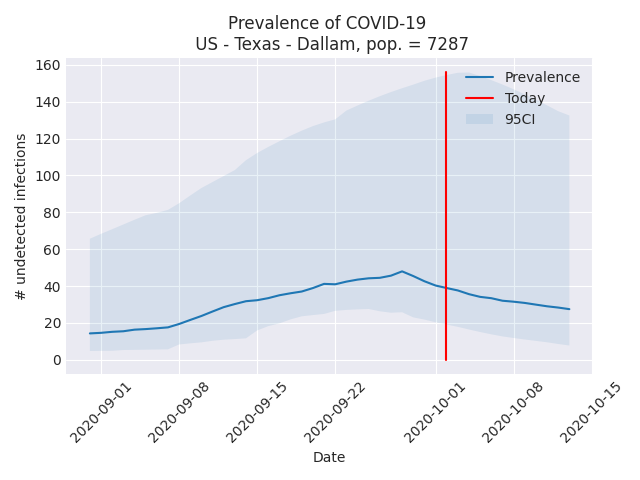 Prevalence of COVID-19
US - Texas - Dallam, pop. = 7287
160
140
120
100
80
60
40
20
0
# undetected infections
Prevalence
Today
95CI
2020-09-01
2020-09-08
2020-09-15
2020-09-22
2020-10-01
2020-10-08
2020-10-15
Date